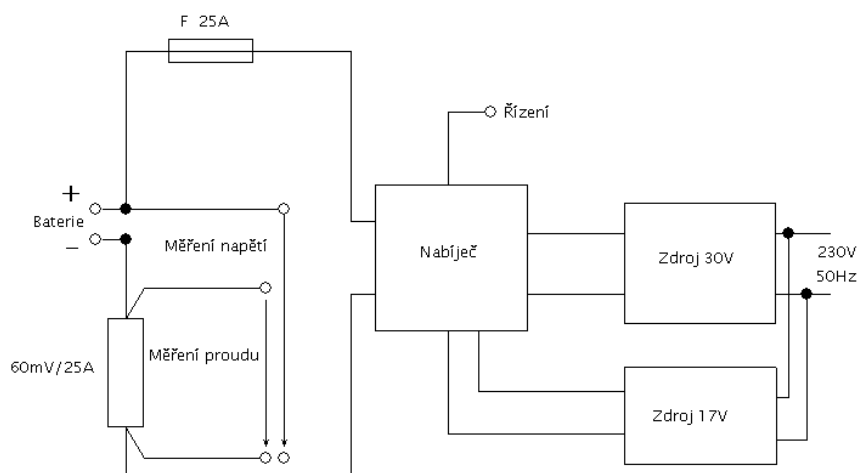 F 25A
Řízení
+
Baterie
−
Měření napětí
Nabíječ
Zdroj 30V
230V
50Hz
Měření proudu
60mV/25A
Zdroj 17V